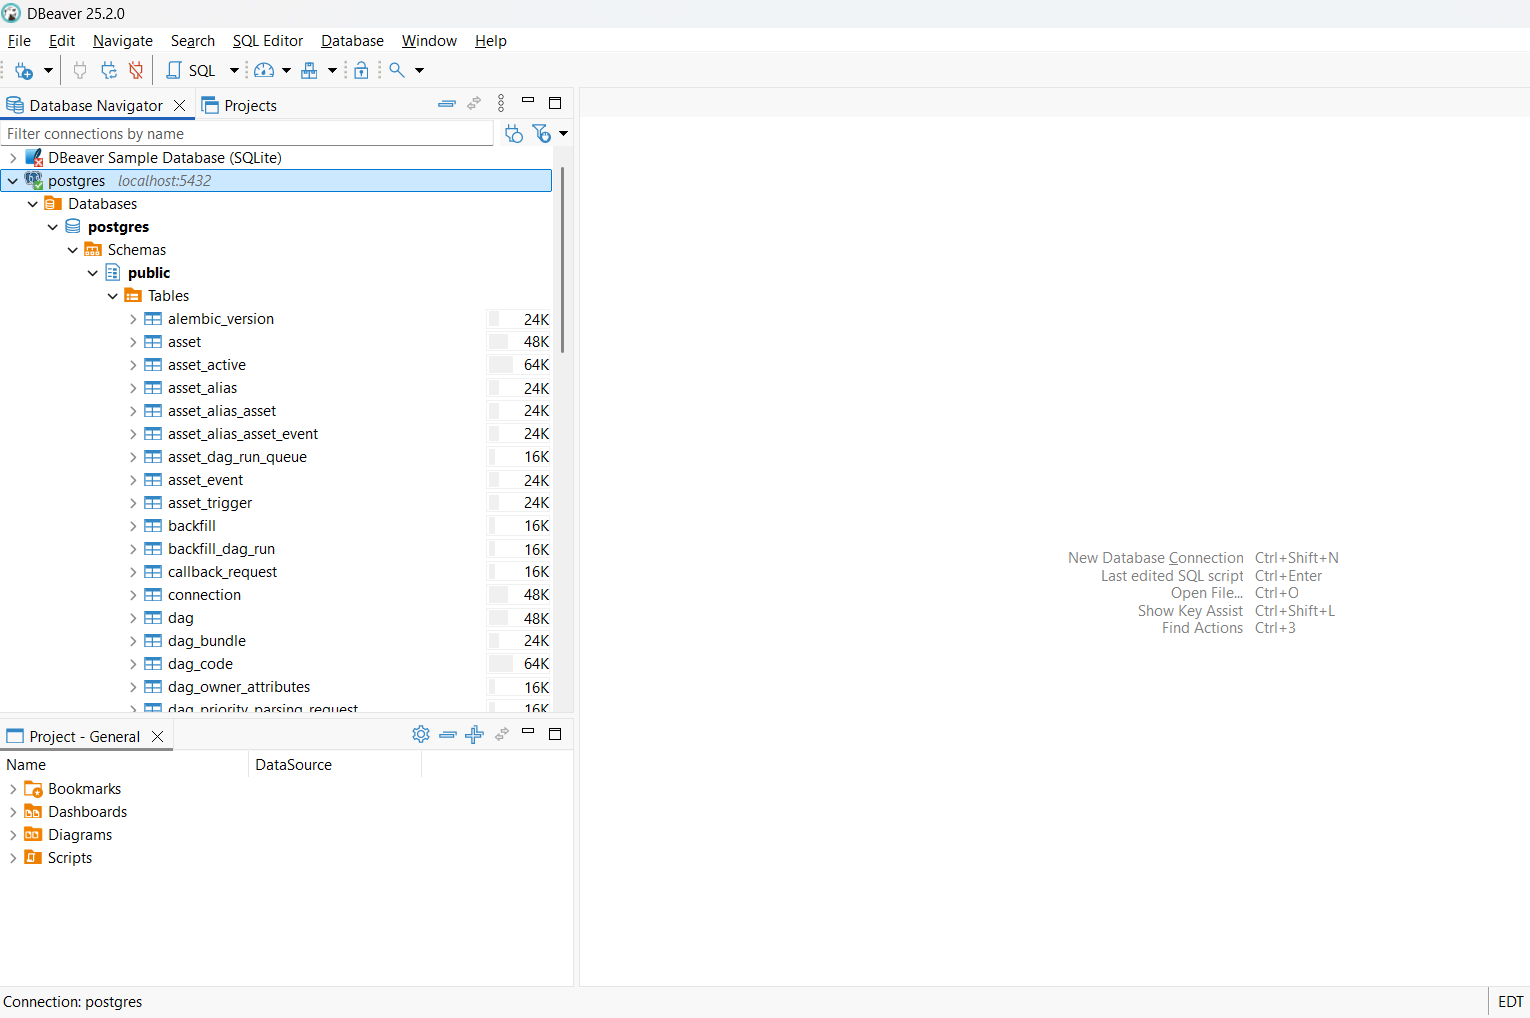 DBeaver 25.2.0
File Edit Navigate Search SQL Editor Database Window Help
SQL
Database Navigator Projects
Filter connections by name
DBeaver Sample Database (SQLite)
postgres localhost:5432
Databases
postgres
Schemas
public
Tables
alembic_version 24K
asset 48K
asset_active 64K
asset_alias 24K
asset_alias_asset 24K
asset_alias_asset_event 24K
asset_dag_run_queue 16K
asset_event 24K
asset_trigger 24K
backfill 16K
backfill_dag_run 16K
callback_request 16K
connection 48K
dag 48K
dag_bundle 24K
dag_code 64K
dag_owner_attributes 16K
dag_priority_parsing_request 16K
New Database Connection Ctrl+Shift+N
Last edited SQL script Ctrl+Enter
Open File... Ctrl+O
Show Key Assist Ctrl+Shift+L
Find Actions Ctrl+3
Project - General
Name DataSource
Bookmarks
Dashboards
Diagrams
Scripts
Connection: postgres
EDT